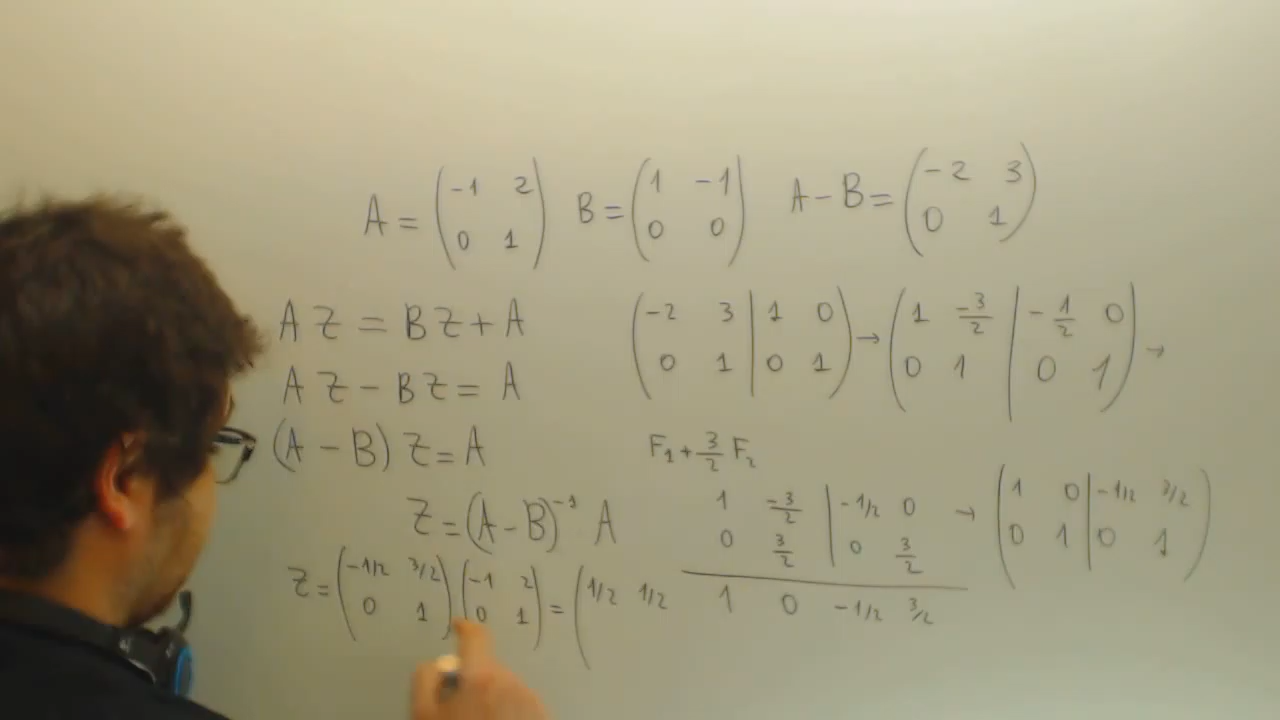 A = ( -1 2 / 0 1 ) B = ( 1 -1 / 0 0 ) A - B = ( -2 3 / 0 1 )
A Z = B Z + A
A Z - B Z = A
(A - B) Z = A
Z = (A - B)⁻¹ A
Z = ( -1/2 3/2 / 0 1 ) ( -1 2 / 0 1 ) = ( 1/2 1/2
( -2 3 | 1 0 / 0 1 | 0 1 ) → ( 1 -3/2 | -1/2 0 / 0 1 | 0 1 ) →
F₁ + 3/2 F₂
1 -3/2 | -1/2 0
0 3/2 | 0 3/2
1 0 -1/2 3/2
→ ( 1 0 | -1/2 3/2 / 0 1 | 0 1 )